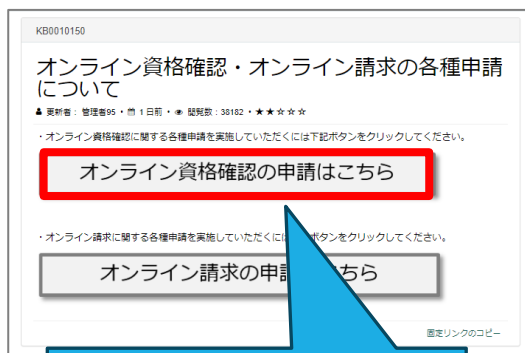 KB0010150
オンライン資格確認・オンライン請求の各種申請
について
更新者: 管理者95・1日前・閲覧数:38182・★★☆☆☆
・オンライン資格確認に関する各種申請を実施していただくには下記ボタンをクリックしてください。
オンライン資格確認の申請はこちら
・オンライン請求に関する各種申請を実施していただくに ボタンをクリックしてください。
オンライン請求の申 ちら
固定リンクのコピー